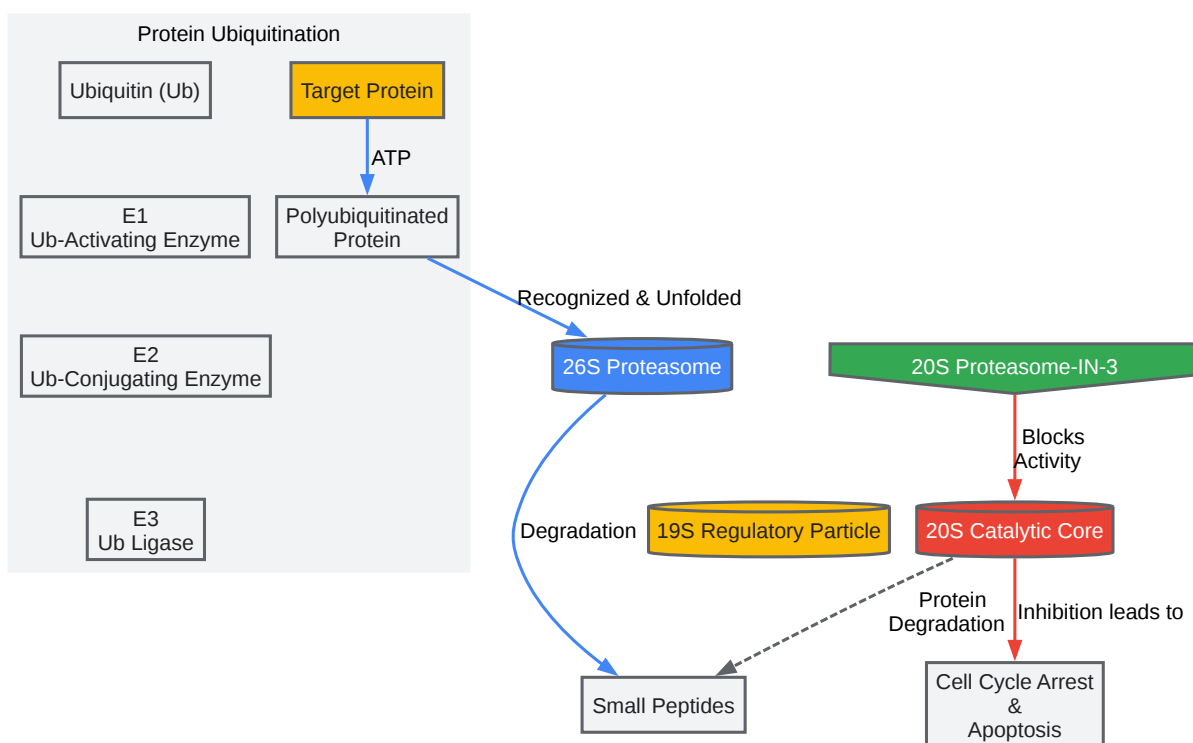 Protein Ubiquitination
Ubiquitin (Ub)
Target Protein
ATP
E1
Ub-Activating Enzyme
Polyubiquitinated
Protein
Recognized & Unfolded
E2
Ub-Conjugating Enzyme
26S Proteasome
20S Proteasome-IN-3
Blocks
Activity
E3
Ub Ligase
Degradation
19S Regulatory Particle
20S Catalytic Core
Protein
Degradation
Inhibition leads to
Small Peptides
Cell Cycle Arrest
&
Apoptosis